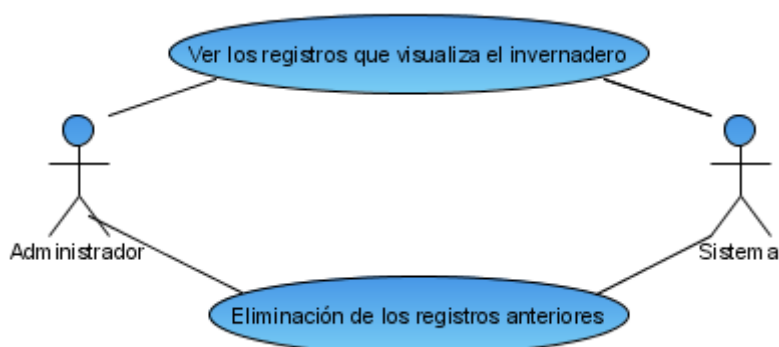 Ver los registros que visualiza el invernadero
Administrador
Sistema
Eliminación de los registros anteriores